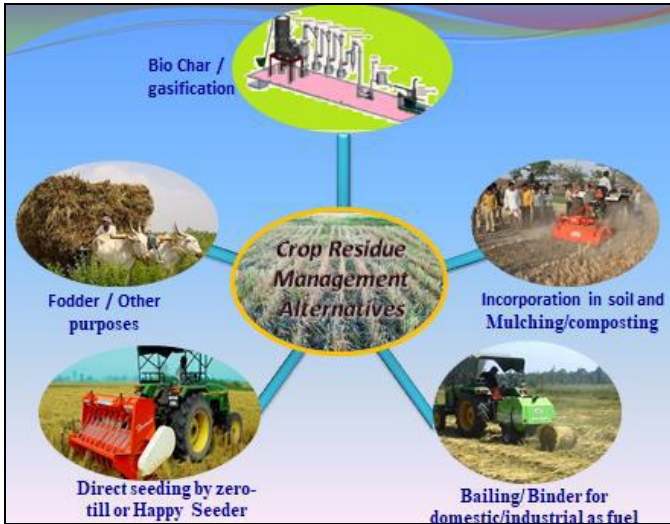 Bio Char /
gasification
Crop Residue
Management
Alternatives
Fodder / Other
purposes
Incorporation in soil and
Mulching/composting
Direct seeding by zero-
till or Happy Seeder
Bailing/ Binder for
domestic/industrial as fuel